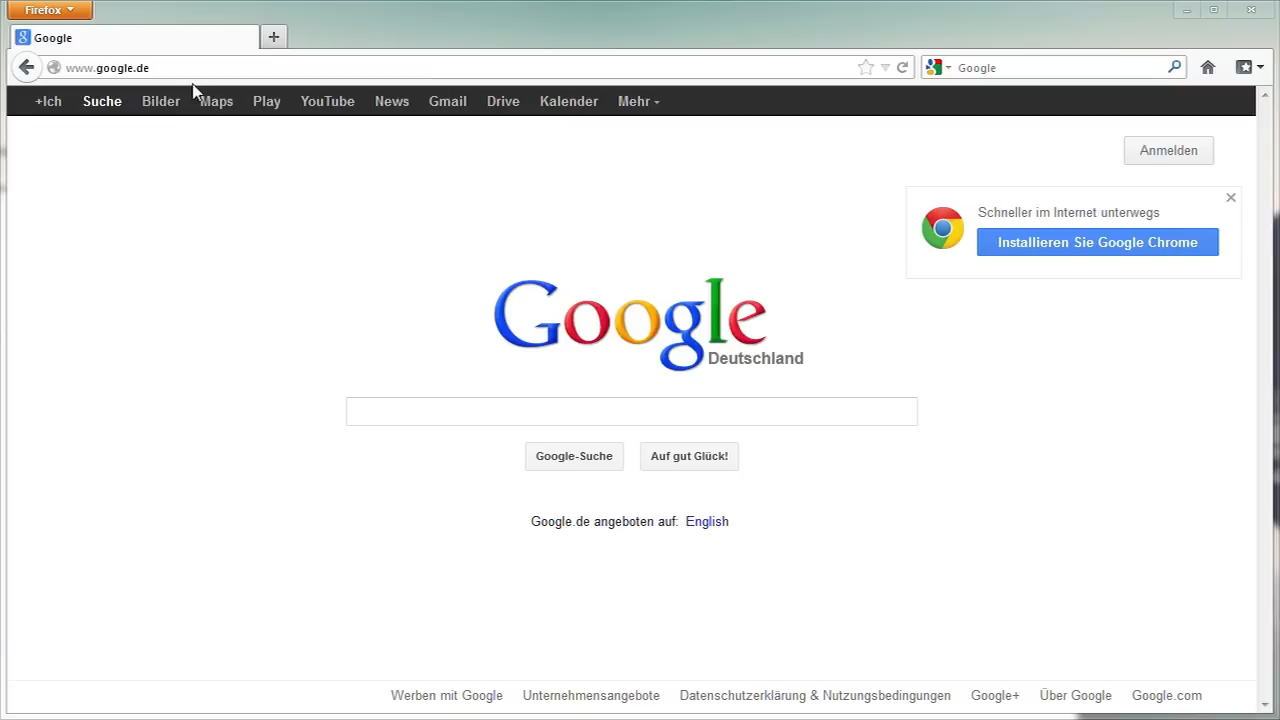 Firefox
Google
www.google.de
Google
+Ich Suche Bilder Maps Play YouTube News Gmail Drive Kalender Mehr
Anmelden
Schneller im Internet unterwegs
Installieren Sie Google Chrome
Google
Deutschland
Google-Suche Auf gut Glück!
Google.de angeboten auf: English
Werben mit Google Unternehmensangebote Datenschutzerklärung & Nutzungsbedingungen Google+ Über Google Google.com